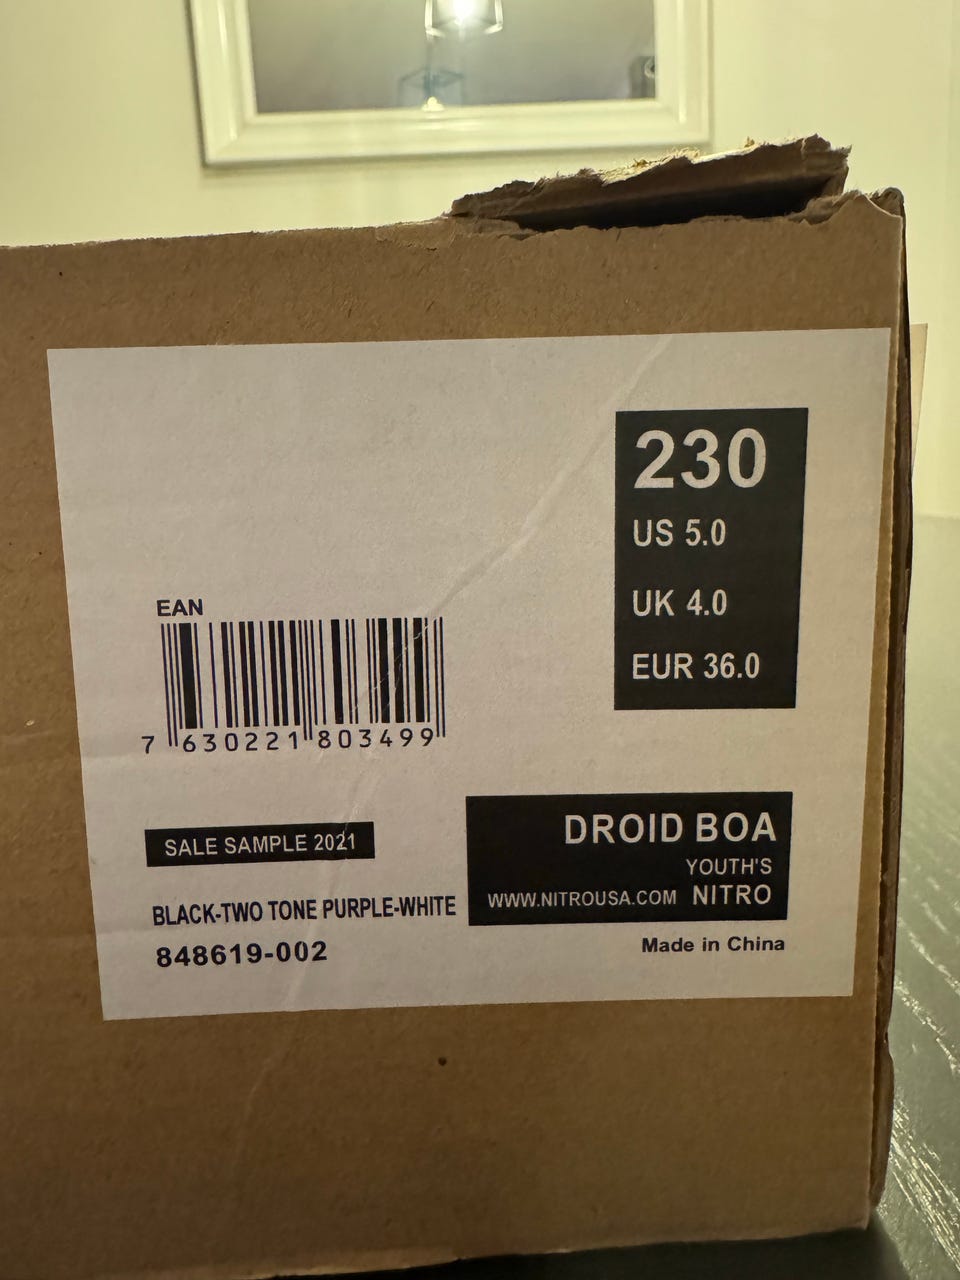 230
US 5.0
UK 4.0
EUR 36.0
EAN
7 630221 803499
SALE SAMPLE 2021
BLACK-TWO TONE PURPLE-WHITE
848619-002
DROID BOA
YOUTH'S
WWW.NITROUSA.COM NITRO
Made in China